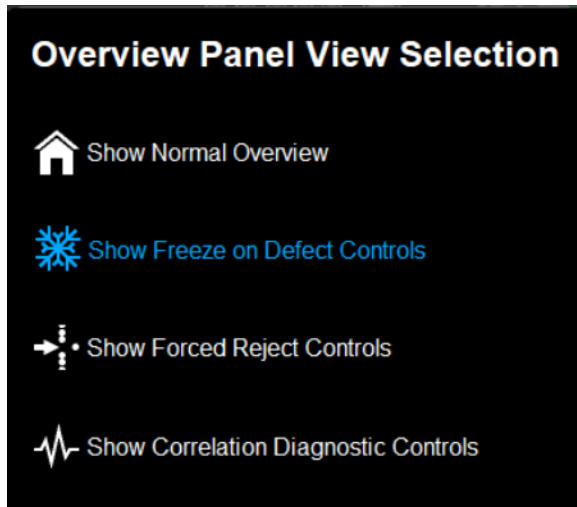 Overview Panel View Selection
Show Normal Overview
Show Freeze on Defect Controls
Show Forced Reject Controls
Show Correlation Diagnostic Controls